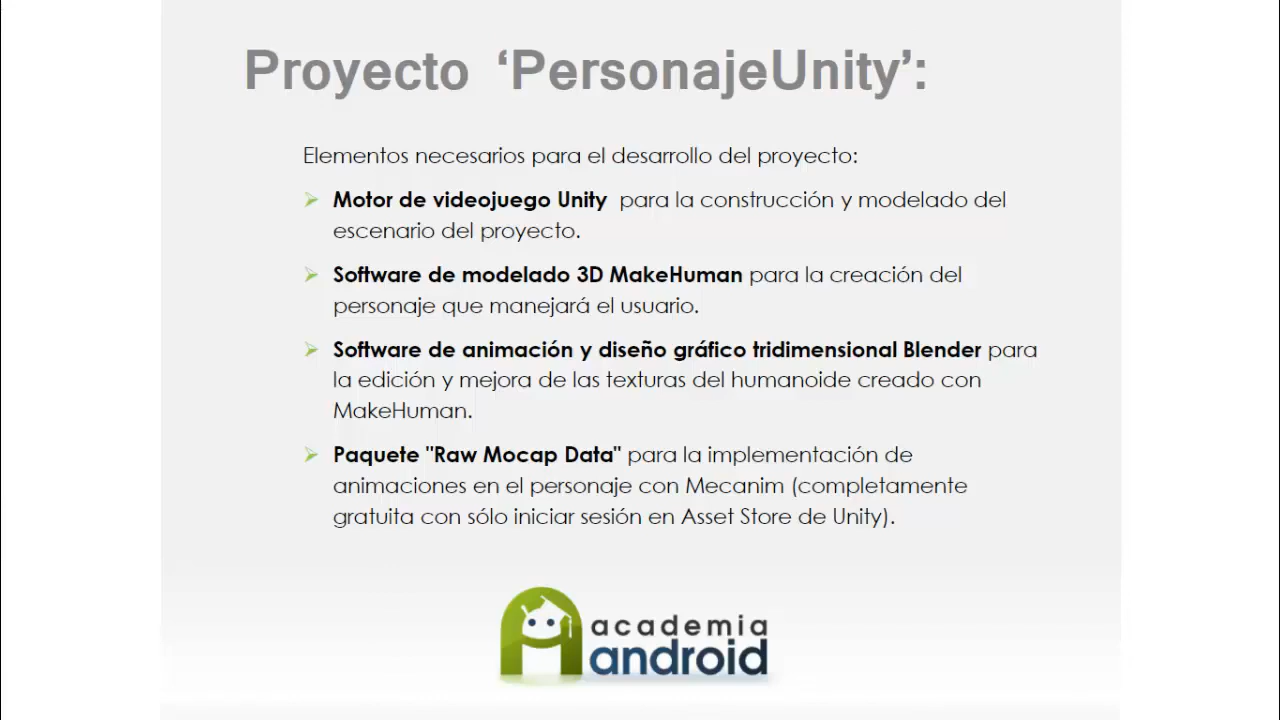 Proyecto ‘PersonajeUnity’:
Elementos necesarios para el desarrollo del proyecto:
Motor de videojuego Unity para la construcción y modelado del
escenario del proyecto.
Software de modelado 3D MakeHuman para la creación del
personaje que manejará el usuario.
Software de animación y diseño gráfico tridimensional Blender para
la edición y mejora de las texturas del humanoide creado con
MakeHuman.
Paquete "Raw Mocap Data" para la implementación de
animaciones en el personaje con Mecanim (completamente
gratuita con sólo iniciar sesión en Asset Store de Unity).
academia
android